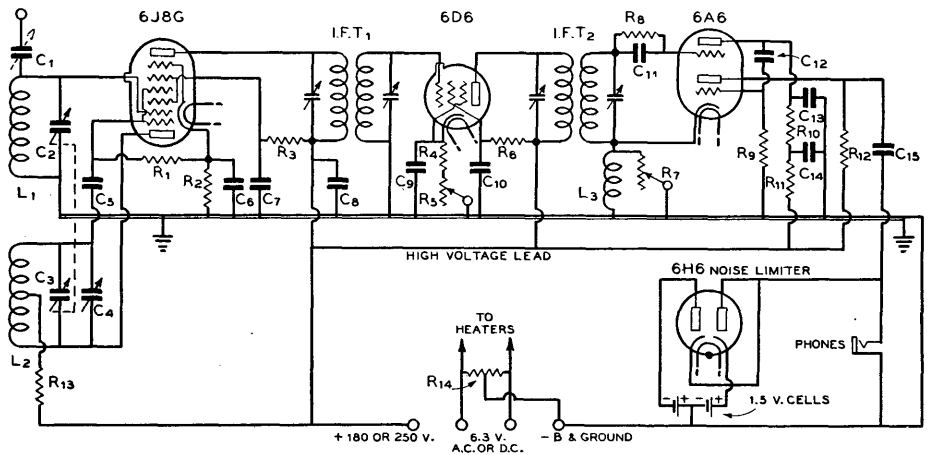 6J8G
6D6
6A6
C1
I.F.T1
I.F.T2
R8
C11
C12
C2
L1
R3
R1
R2
C5
C6
C7
C8
R4
R5
C9
C10
R6
L3
R7
R9
C13
R10
C14
R11
R12
C15
HIGH VOLTAGE LEAD
C3
C4
L2
R13
6H6 NOISE LIMITER
TO
HEATERS
R14
PHONES
- + - +
1.5 V. CELLS
+ 180 OR 250 V.
6.3 V.
A.C. OR D.C.
- B & GROUND